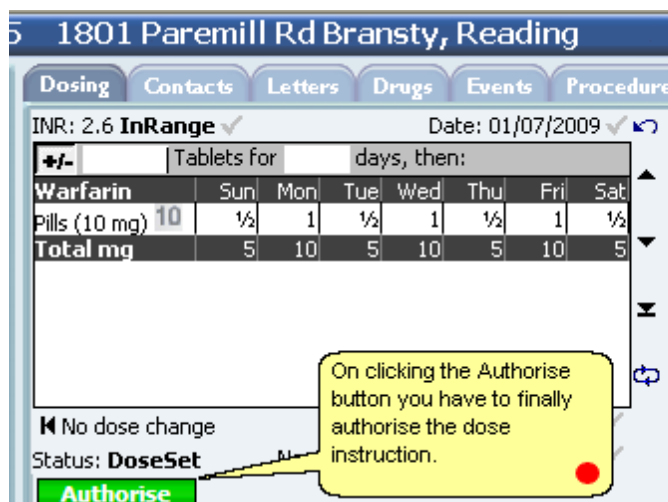 5 1801 Paremill Rd Bransty, Reading
Dosing Contacts Letters Drugs Events Procedure
INR: 2.6 InRange Date: 01/07/2009
+/- Tablets for days, then:
Warfarin Sun Mon Tue Wed Thu Fri Sat
Pills (10 mg) 10 ½ 1 ½ 1 ½ 1 ½
Total mg 5 10 5 10 5 10 5
On clicking the Authorise
button you have to finally
authorise the dose
instruction.
No dose change
Status: DoseSet
Authorise